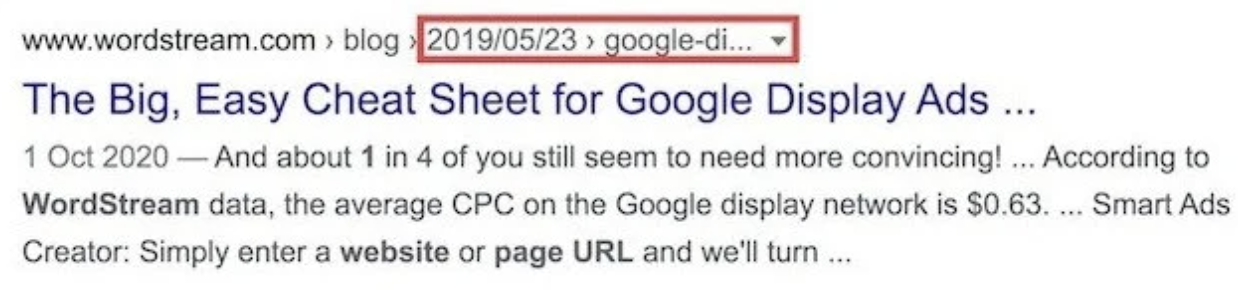 www.wordstream.com › blog › 2019/05/23 › google-di...
The Big, Easy Cheat Sheet for Google Display Ads ...
1 Oct 2020 — And about 1 in 4 of you still seem to need more convincing! ... According to
WordStream data, the average CPC on the Google display network is $0.63. ... Smart Ads
Creator: Simply enter a website or page URL and we'll turn ...